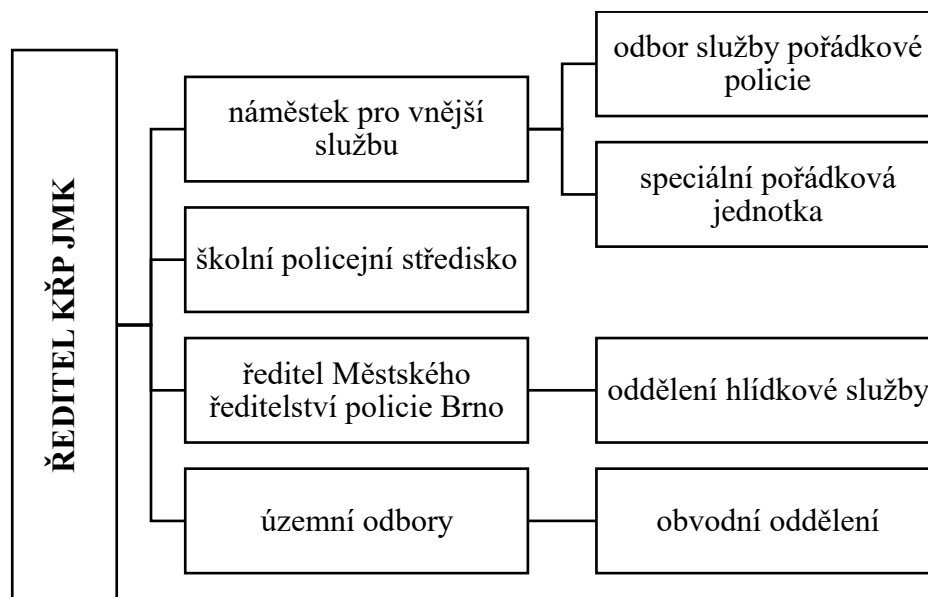 ŘEDITEL KŘP JMK
náměstek pro vnější
službu
odbor služby pořádkové
policie
speciální pořádková
jednotka
školní policejní středisko
ředitel Městského
ředitelství policie Brno
oddělení hlídkové služby
územní odbory
obvodní oddělení